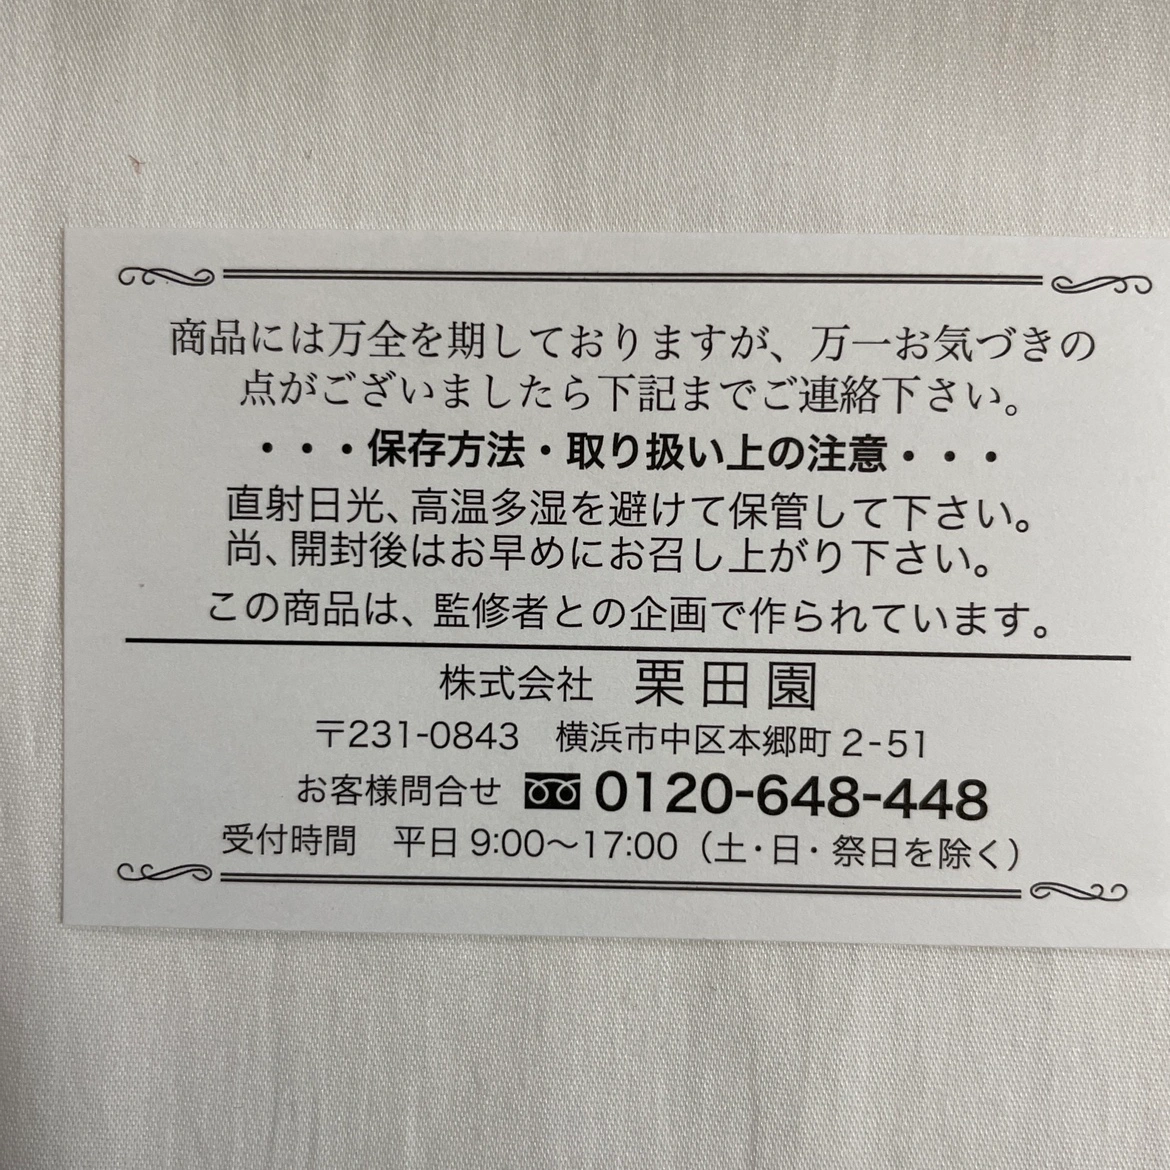 商品には万全を期しておりますが、万一お気づきの
点がございましたら下記までご連絡下さい。
・・・保存方法・取り扱い上の注意・・・
直射日光、高温多湿を避けて保管して下さい。
尚、開封後はお早めにお召し上がり下さい。
この商品は、監修者との企画で作られています。
株式会社 栗田園
〒231-0843 横浜市中区本郷町 2-51
お客様問合せ 0120-648-448
受付時間 平日 9:00〜17:00（土・日・祭日を除く）